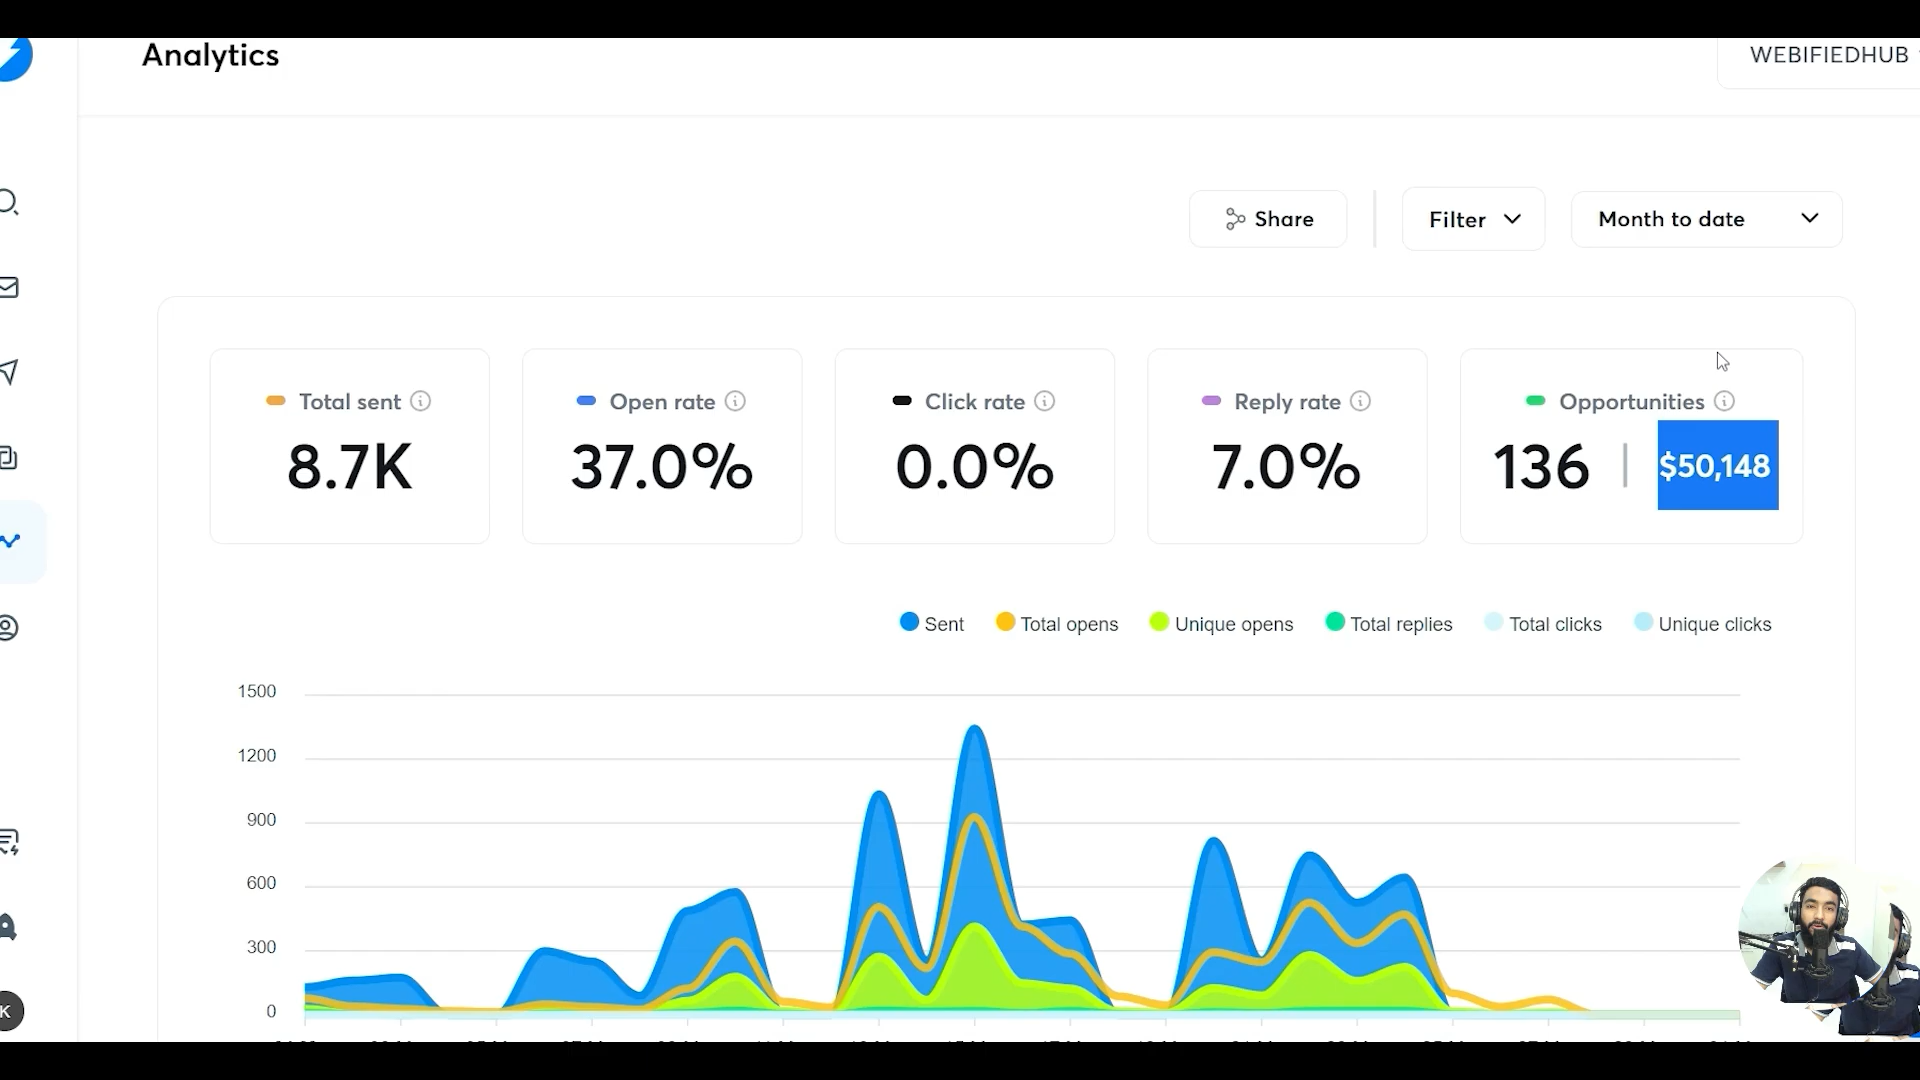 Analytics
WEBIFIEDHUB
Share
Filter
Month to date
Total sent
8.7K
Open rate
37.0%
Click rate
0.0%
Reply rate
7.0%
Opportunities
136 | $50,148
Sent Total opens Unique opens Total replies Total clicks Unique clicks
1500
1200
900
600
300
0
K